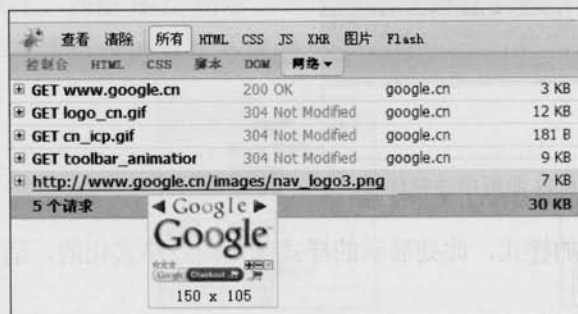 查看 清除 所有 HTML CSS JS XHR 图片 Flash
控制台 HTML CSS 脚本 DOM 网络
GET www.google.cn 200 OK google.cn 3 KB
GET logo_cn.gif 304 Not Modified google.cn 12 KB
GET cn_icp.gif 304 Not Modified google.cn 181 B
GET toolbar_animation 304 Not Modified google.cn 9 KB
http://www.google.cn/images/nav_logo3.png 7 KB
5 个请求 30 KB
Google
Google
Google Checkout
150 x 105